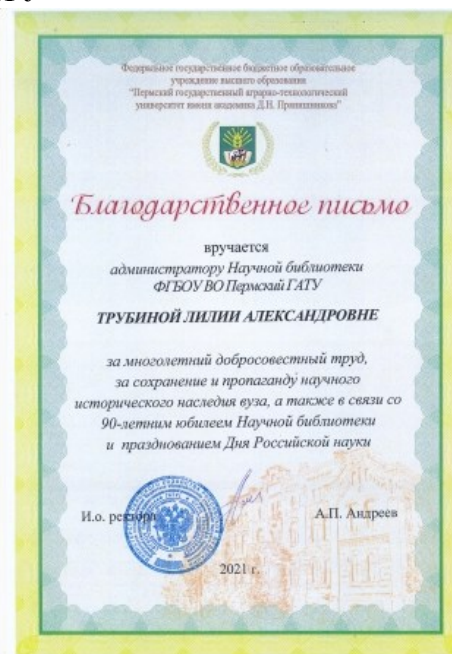 Федеральное государственное бюджетное образовательное
учреждение высшего образования
"Пермский государственный аграрно-технологический
университет имени академика Д.Н. Прянишникова"
Благодарственное письмо
вручается
администратору Научной библиотеки
ФГБОУ ВО Пермский ГАТУ
ТРУБИНОЙ ЛИЛИИ АЛЕКСАНДРОВНЕ
за многолетний добросовестный труд,
за сохранение и пропаганду научного
исторического наследия вуза, а также в связи со
90-летним юбилеем Научной библиотеки
и празднованием Дня Российской науки
И.о. ректора А.П. Андреев
2021 г.